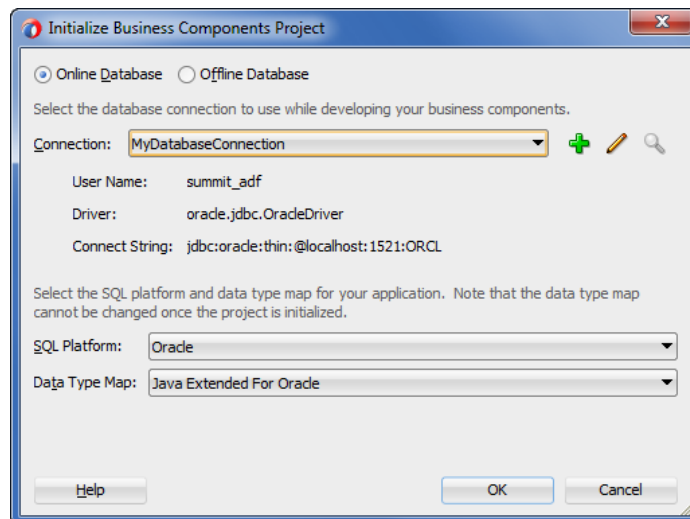 Initialize Business Components Project
Online Database Offline Database
Select the database connection to use while developing your business components.
Connection: MyDatabaseConnection
User Name: summit_adf
Driver: oracle.jdbc.OracleDriver
Connect String: jdbc:oracle:thin:@localhost:1521:ORCL
Select the SQL platform and data type map for your application. Note that the data type map
cannot be changed once the project is initialized.
SQL Platform: Oracle
Data Type Map: Java Extended For Oracle
Help OK Cancel